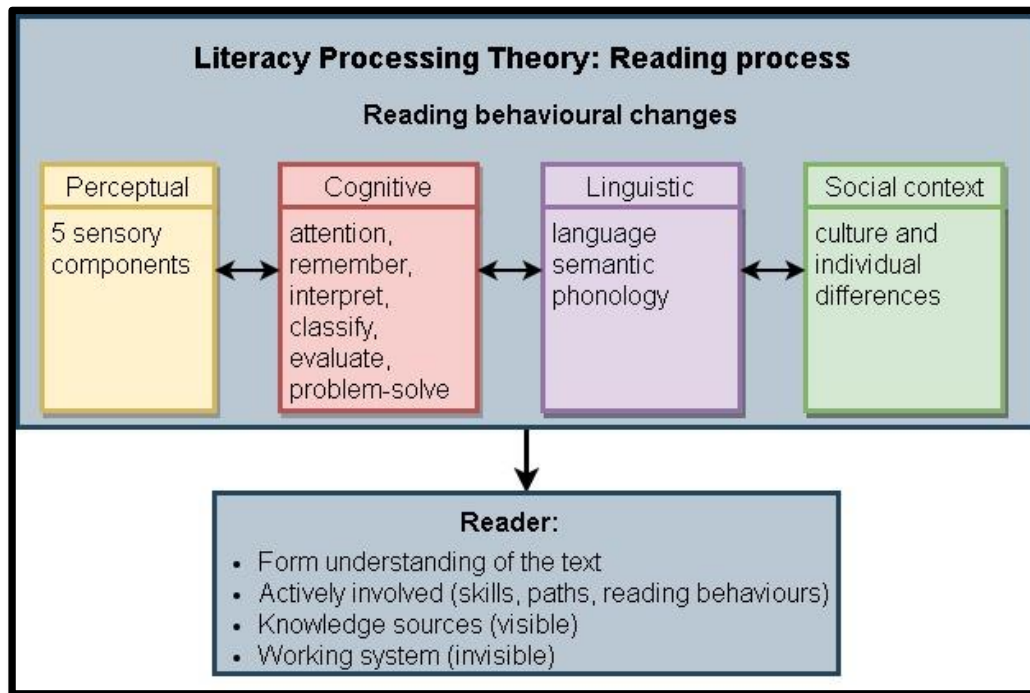 Literacy Processing Theory: Reading process
Reading behavioural changes
Perceptual
5 sensory
components
Cognitive
attention,
remember,
interpret,
classify,
evaluate,
problem-solve
Linguistic
language
semantic
phonology
Social context
culture and
individual
differences
Reader:
• Form understanding of the text
• Actively involved (skills, paths, reading behaviours)
• Knowledge sources (visible)
• Working system (invisible)